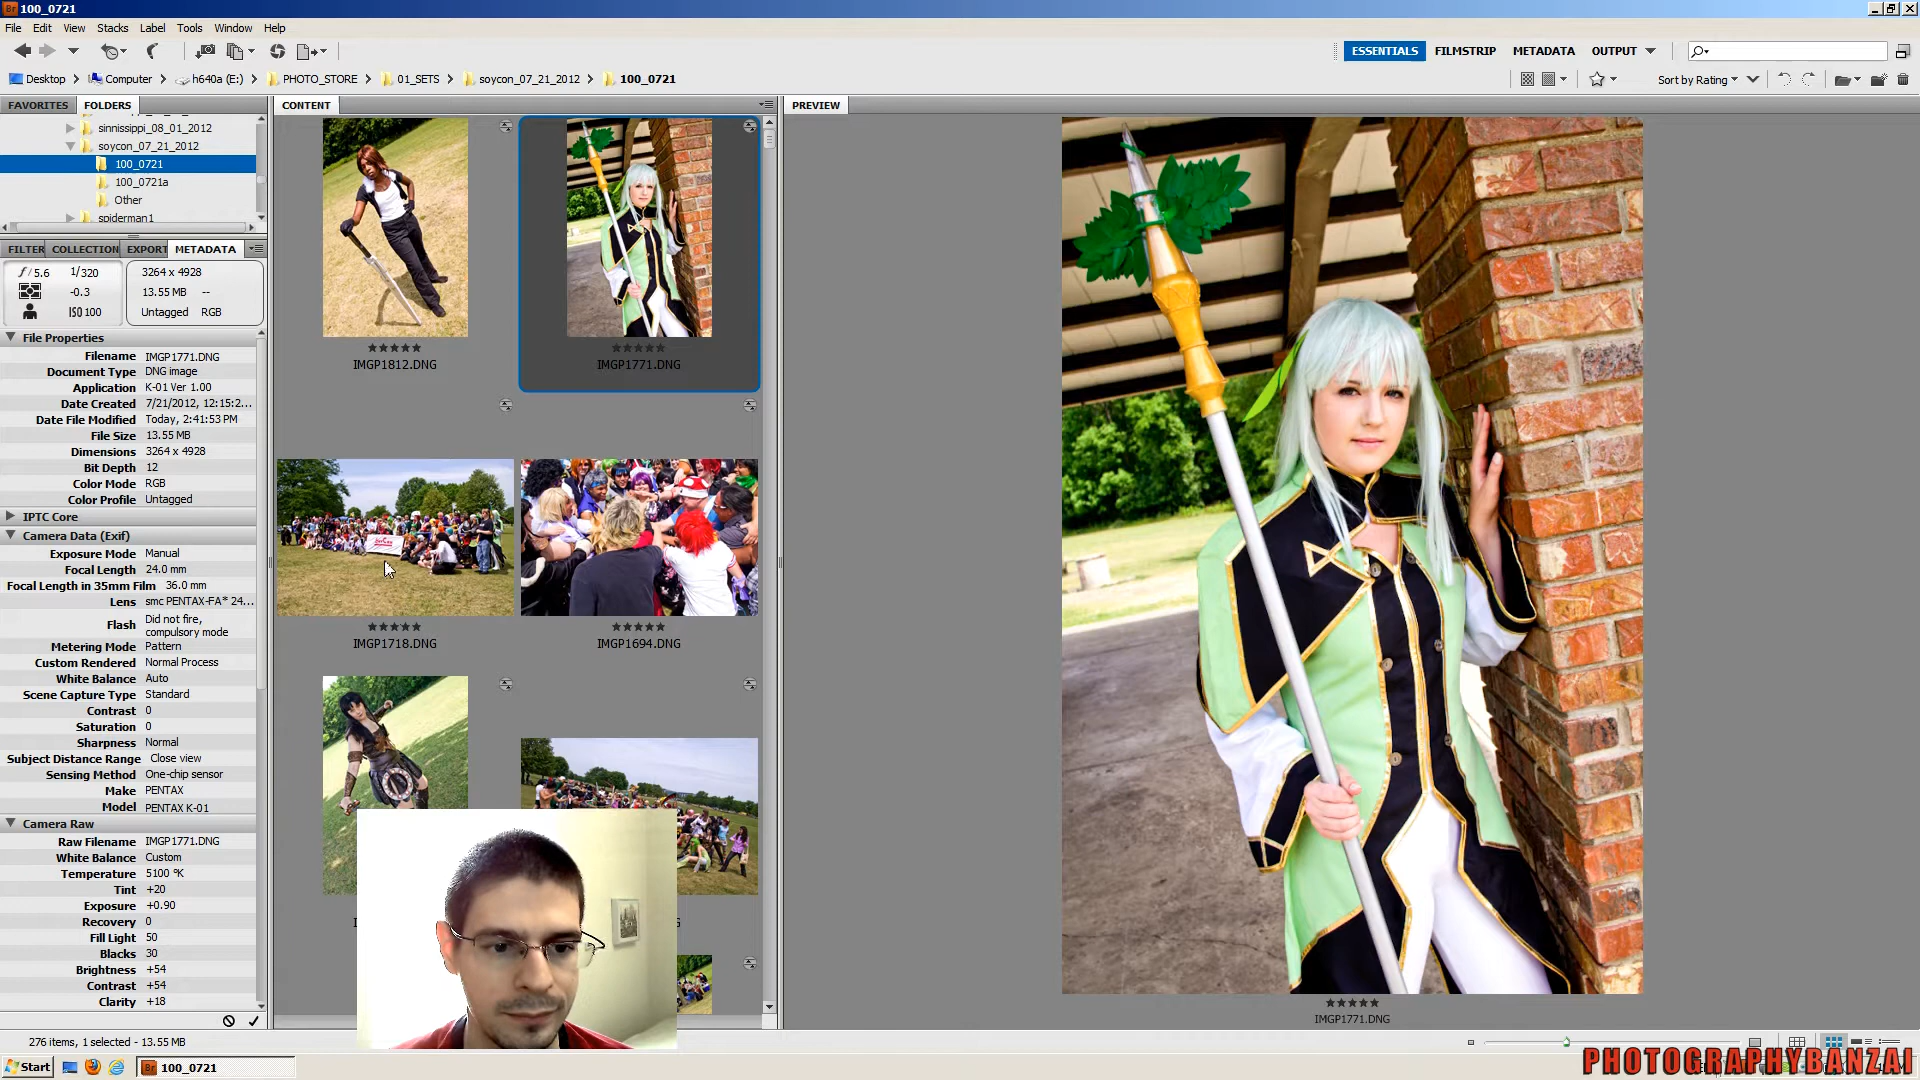 Br 100_0721
File Edit View Stacks Label Tools Window Help
ESSENTIALS FILMSTRIP METADATA OUTPUT
Desktop Computer h640a (E:) PHOTO_STORE 01_SETS soycon_07_21_2012 100_0721
Sort by Rating
FAVORITES FOLDERS
CONTENT
PREVIEW
sinnissippi_08_01_2012
soycon_07_21_2012
100_0721
100_0721a
Other
spiderman1
FILTER COLLECTION EXPORT METADATA
f/5.6 1/320
-0.3
ISO 100
3264 x 4928
13.55 MB --
Untagged RGB
File Properties
Filename IMGP1771.DNG
Document Type DNG image
Application K-01 Ver 1.00
Date Created 7/21/2012, 12:15:2...
Date File Modified Today, 2:41:53 PM
File Size 13.55 MB
Dimensions 3264 x 4928
Bit Depth 12
Color Mode RGB
Color Profile Untagged
IPTC Core
Camera Data (Exif)
Exposure Mode Manual
Focal Length 24.0 mm
Focal Length in 35mm Film 36.0 mm
Lens smc PENTAX-FA* 24...
Flash Did not fire, compulsory mode
Metering Mode Pattern
Custom Rendered Normal Process
White Balance Auto
Scene Capture Type Standard
Contrast 0
Saturation 0
Sharpness Normal
Subject Distance Range Close view
Sensing Method One-chip sensor
Make PENTAX
Model PENTAX K-01
Camera Raw
Raw Filename IMGP1771.DNG
White Balance Custom
Temperature 5100 °K
Tint +20
Exposure +0.90
Recovery 0
Fill Light 50
Blacks 30
Brightness +54
Contrast +54
Clarity +18
IMGP1812.DNG
IMGP1771.DNG
IMGP1718.DNG
IMGP1694.DNG
IMGP1771.DNG
276 items, 1 selected - 13.55 MB
Start
Br 100_0721
PHOTOGRAPHYBANZAI